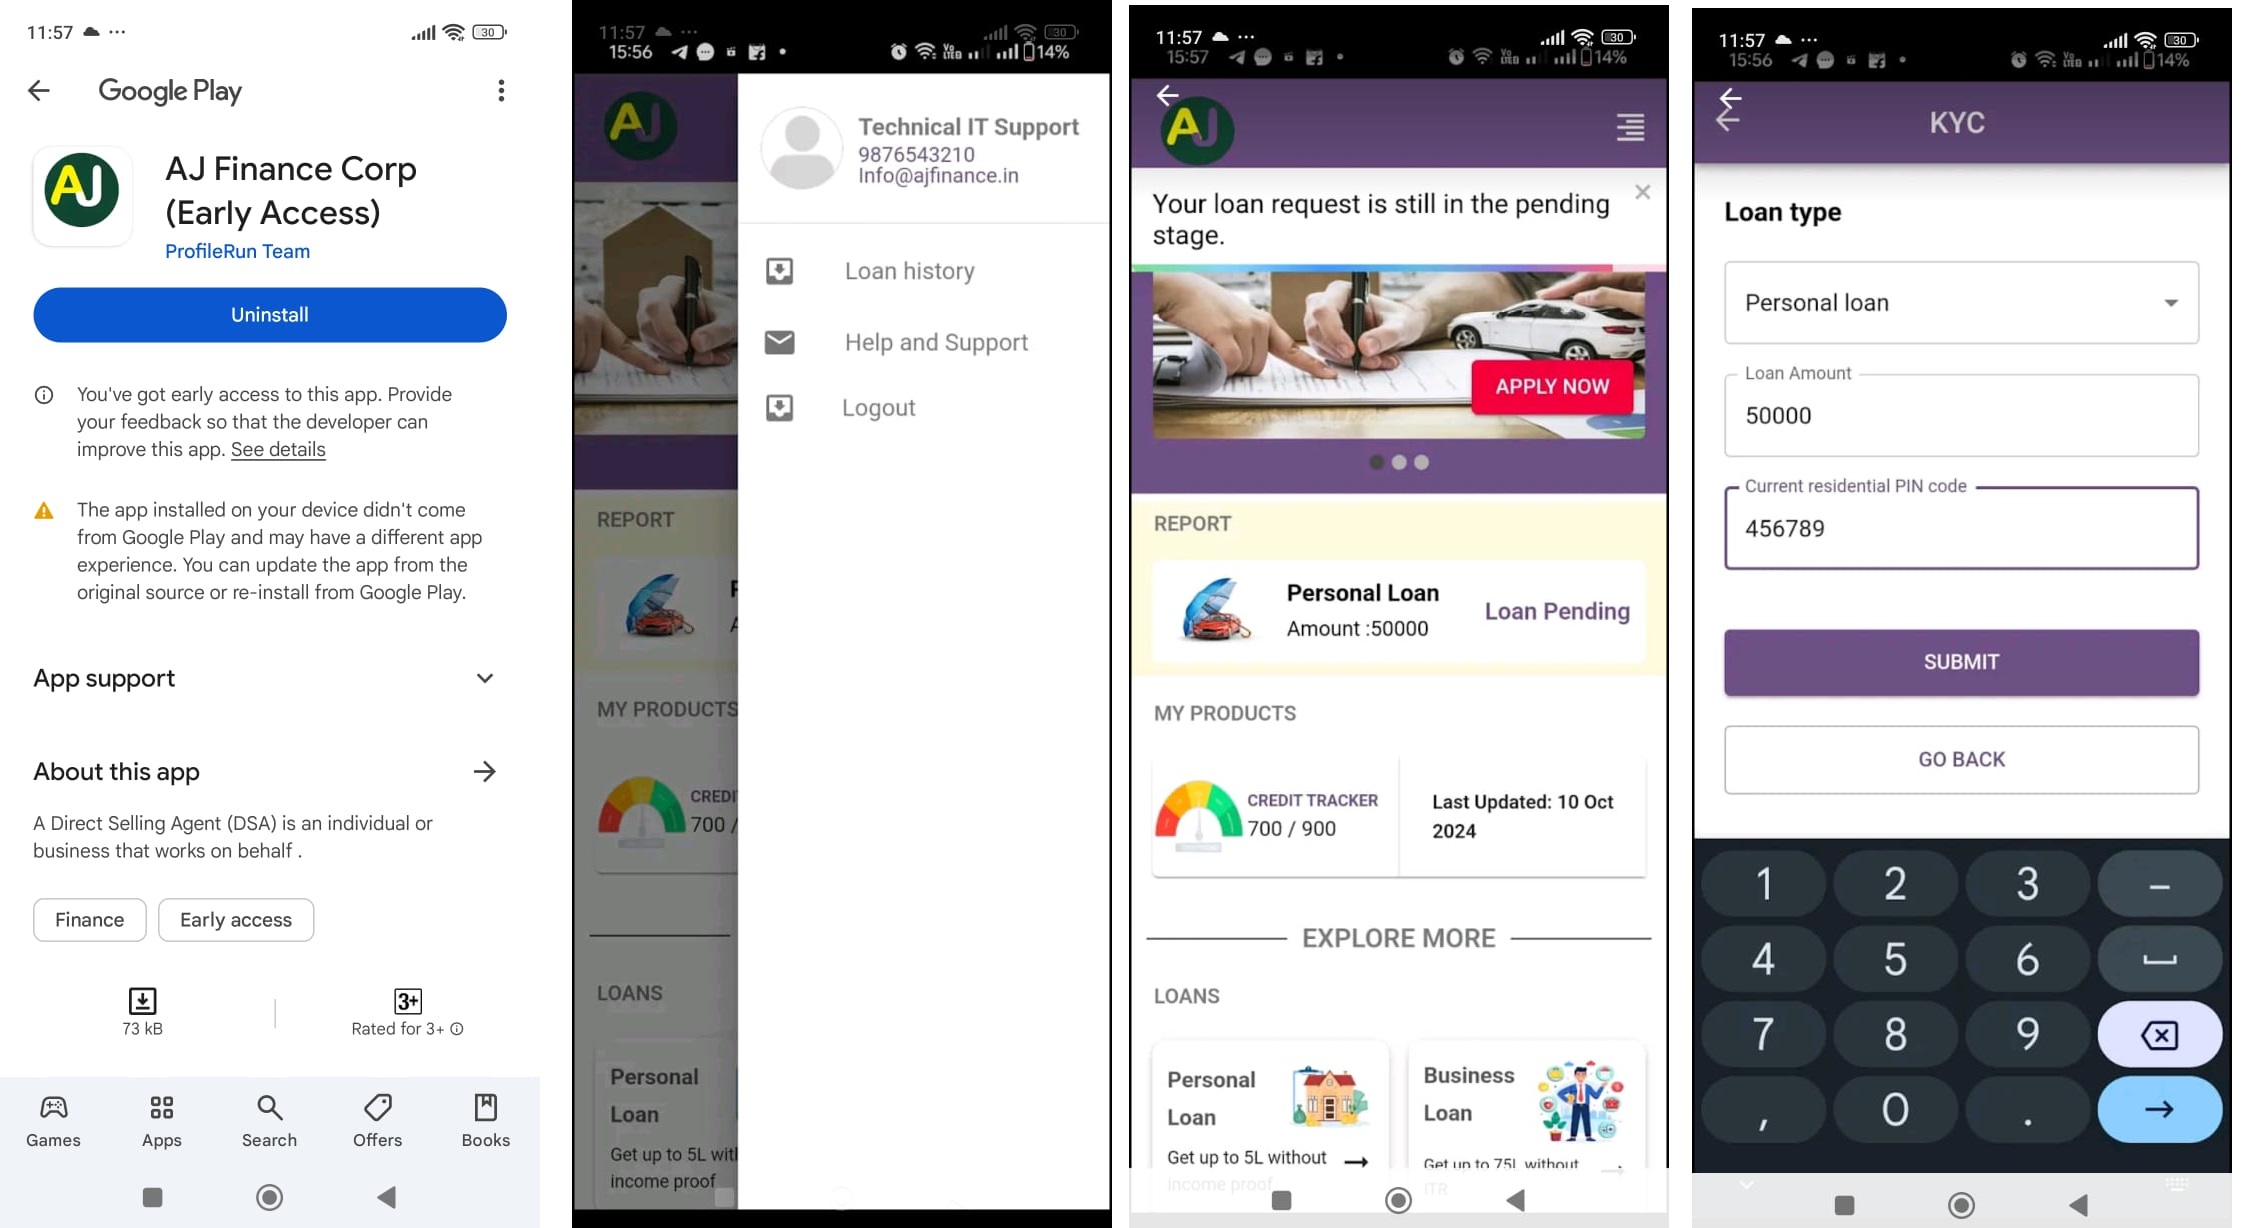 11:57
30
Google Play
AJ
AJ Finance Corp
(Early Access)
ProfileRun Team
Uninstall
You've got early access to this app. Provide
your feedback so that the developer can
improve this app. See details
The app installed on your device didn't come
from Google Play and may have a different app
experience. You can update the app from the
original source or re-install from Google Play.
App support
About this app
A Direct Selling Agent (DSA) is an individual or
business that works on behalf .
Finance
Early access
3+
73 kB
Rated for 3+
Games
Apps
Search
Offers
Books
11:57
30
15:56
14%
AJ
Technical IT Support
9876543210
Info@ajfinance.in
Loan history
Help and Support
Logout
REPORT
MY PRODUCTS
CREDI
700 /
LOANS
Personal
Loan
Get up to 5L wit
income proof
11:57
30
15:57
14%
AJ
Your loan request is still in the pending
stage.
APPLY NOW
REPORT
Personal Loan
Amount :50000
Loan Pending
MY PRODUCTS
CREDIT TRACKER
700 / 900
Last Updated: 10 Oct
2024
EXPLORE MORE
LOANS
Personal
Loan
Get up to 5L without
income proof
Business
Loan
Get up to 75L without
ITR
11:57
30
15:56
14%
KYC
Loan type
Personal loan
Loan Amount
50000
Current residential PIN code
456789
SUBMIT
GO BACK
1 2 3 –
4 5 6
7 8 9
, 0 .